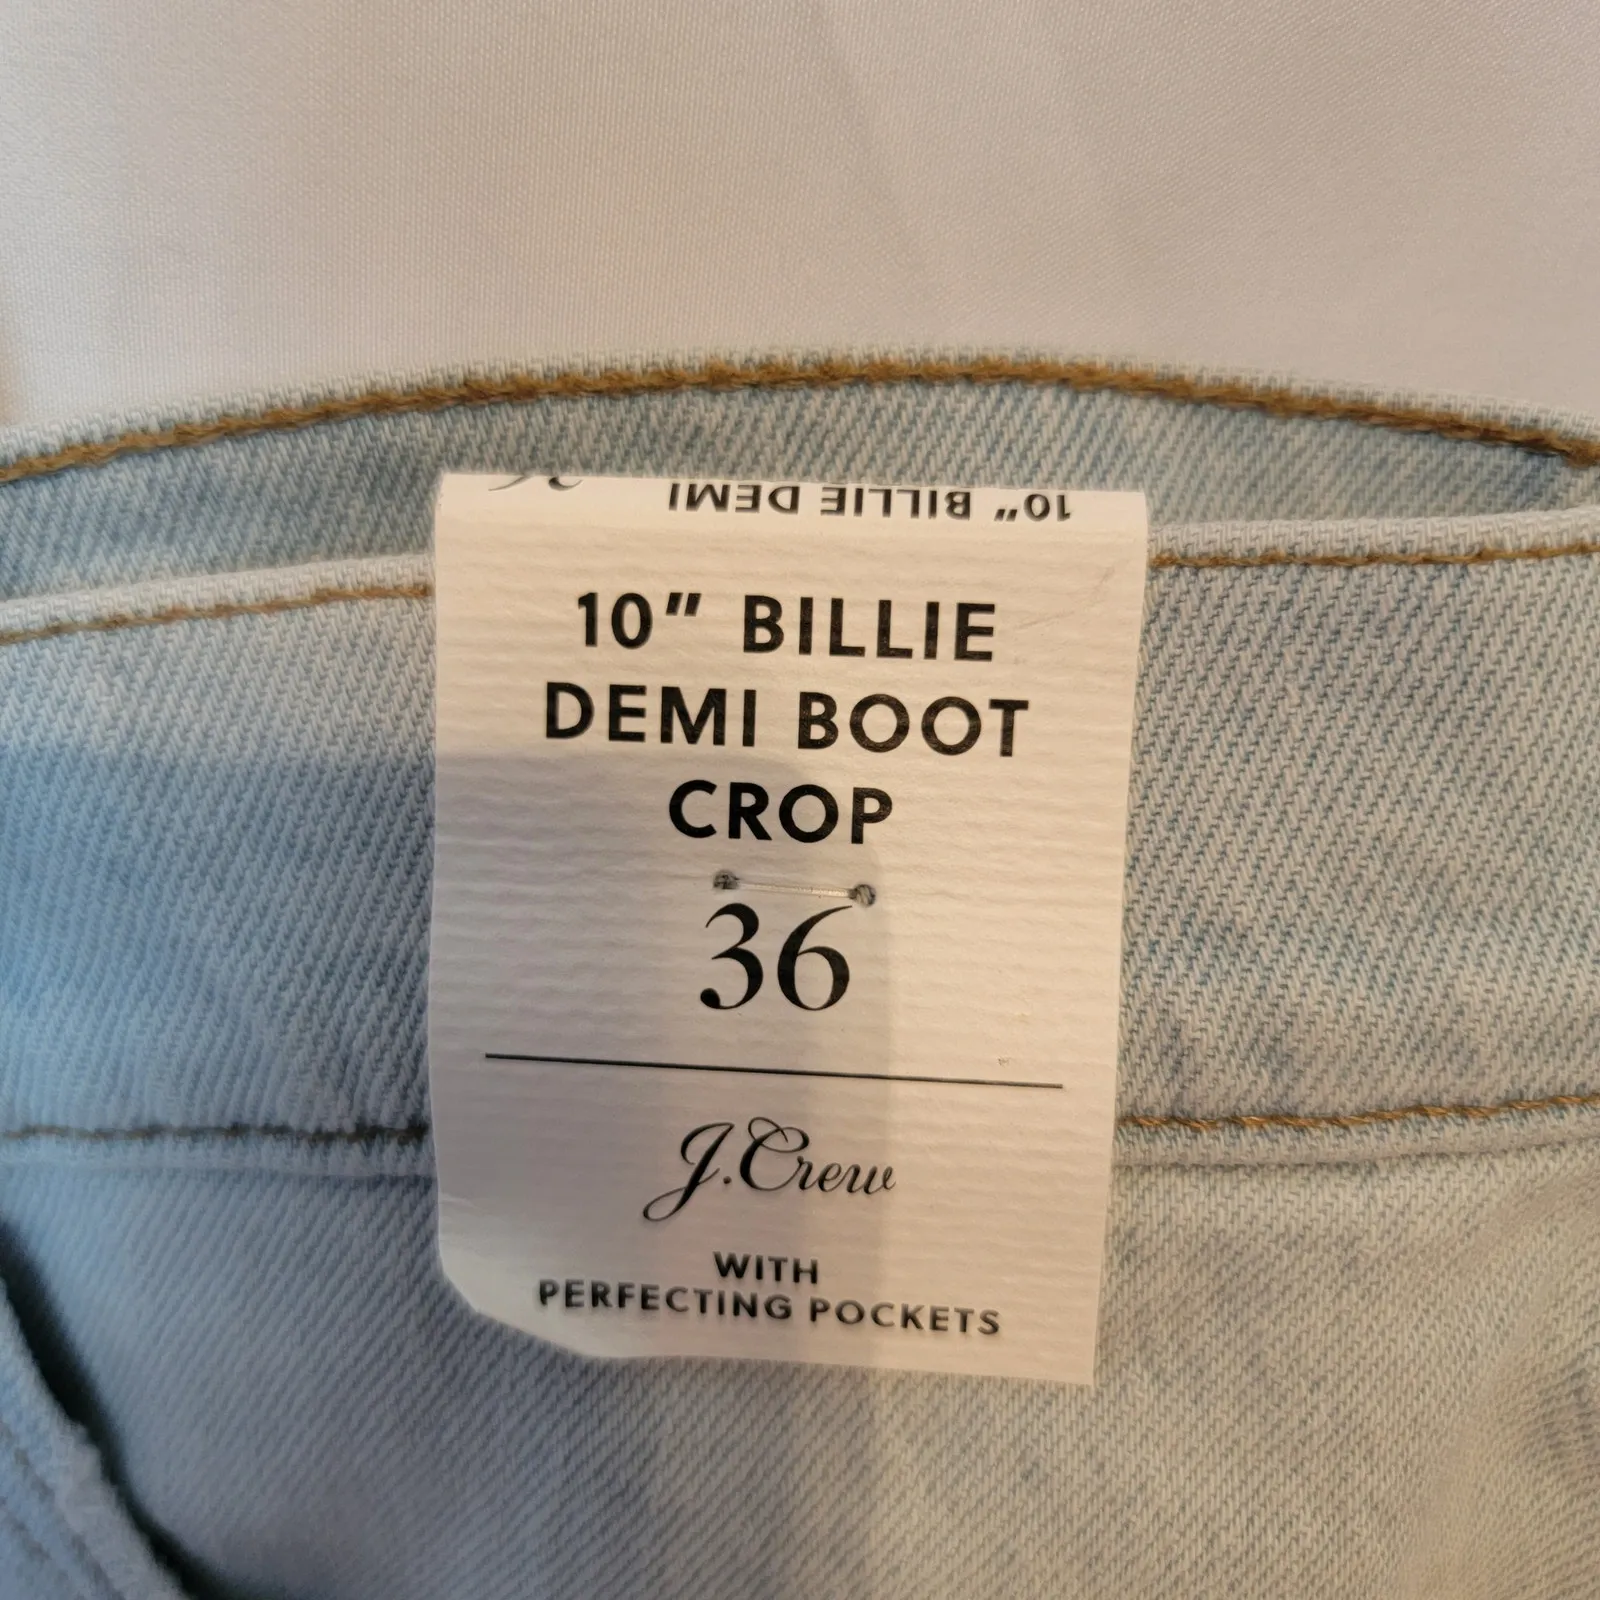 10" BILLIE DEMI
10" BILLIE
DEMI BOOT
CROP
36
J.Crew
WITH
PERFECTING POCKETS